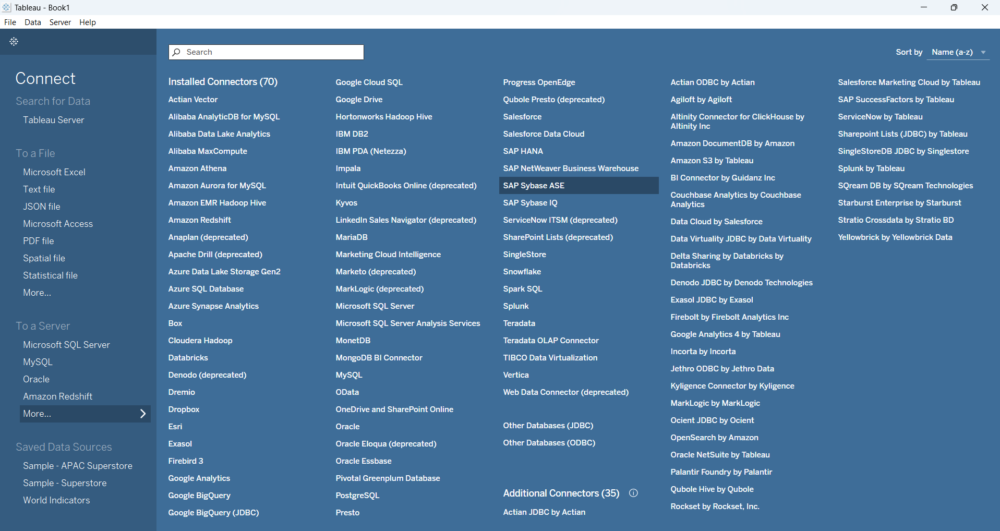 Tableau - Book1
File Data Server Help
Connect
Search for Data
Tableau Server
To a File
Microsoft Excel
Text file
JSON file
Microsoft Access
PDF file
Spatial file
Statistical file
More...
To a Server
Microsoft SQL Server
MySQL
Oracle
Amazon Redshift
More...
Saved Data Sources
Sample - APAC Superstore
Sample - Superstore
World Indicators
Search
Sort by Name (a-z)
Installed Connectors (70)
Actian Vector
Alibaba AnalyticDB for MySQL
Alibaba Data Lake Analytics
Alibaba MaxCompute
Amazon Athena
Amazon Aurora for MySQL
Amazon EMR Hadoop Hive
Amazon Redshift
Anaplan (deprecated)
Apache Drill (deprecated)
Azure Data Lake Storage Gen2
Azure SQL Database
Azure Synapse Analytics
Box
Cloudera Hadoop
Databricks
Denodo (deprecated)
Dremio
Dropbox
Esri
Exasol
Firebird 3
Google Analytics
Google BigQuery
Google BigQuery (JDBC)
Google Cloud SQL
Google Drive
Hortonworks Hadoop Hive
IBM DB2
IBM PDA (Netezza)
Impala
Intuit QuickBooks Online (deprecated)
Kyvos
LinkedIn Sales Navigator (deprecated)
MariaDB
Marketing Cloud Intelligence
Marketo (deprecated)
MarkLogic (deprecated)
Microsoft SQL Server
Microsoft SQL Server Analysis Services
MonetDB
MongoDB BI Connector
MySQL
OData
OneDrive and SharePoint Online
Oracle
Oracle Eloqua (deprecated)
Oracle Essbase
Pivotal Greenplum Database
PostgreSQL
Presto
Progress OpenEdge
Qubole Presto (deprecated)
Salesforce
Salesforce Data Cloud
SAP HANA
SAP NetWeaver Business Warehouse
SAP Sybase ASE
SAP Sybase IQ
ServiceNow ITSM (deprecated)
SharePoint Lists (deprecated)
SingleStore
Snowflake
Spark SQL
Splunk
Teradata
Teradata OLAP Connector
TIBCO Data Virtualization
Vertica
Web Data Connector (deprecated)
Other Databases (JDBC)
Other Databases (ODBC)
Additional Connectors (35)
Actian JDBC by Actian
Actian ODBC by Actian
Agiloft by Agiloft
Altinity Connector for ClickHouse by
Altinity Inc
Amazon DocumentDB by Amazon
Amazon S3 by Tableau
BI Connector by Guidanz Inc
Couchbase Analytics by Couchbase
Analytics
Data Cloud by Salesforce
Data Virtuality JDBC by Data Virtuality
Delta Sharing by Databricks by
Databricks
Denodo JDBC by Denodo Technologies
Exasol JDBC by Exasol
Firebolt by Firebolt Analytics Inc
Google Analytics 4 by Tableau
Incorta by Incorta
Jethro ODBC by Jethro Data
Kyligence Connector by Kyligence
MarkLogic by MarkLogic
Ocient JDBC by Ocient
OpenSearch by Amazon
Oracle NetSuite by Tableau
Palantir Foundry by Palantir
Qubole Hive by Qubole
Rockset by Rockset, Inc.
Salesforce Marketing Cloud by Tableau
SAP SuccessFactors by Tableau
ServiceNow by Tableau
Sharepoint Lists (JDBC) by Tableau
SingleStoreDB JDBC by Singlestore
Splunk by Tableau
SQream DB by SQream Technologies
Starburst Enterprise by Starburst
Stratio Crossdata by Stratio BD
Yellowbrick by Yellowbrick Data